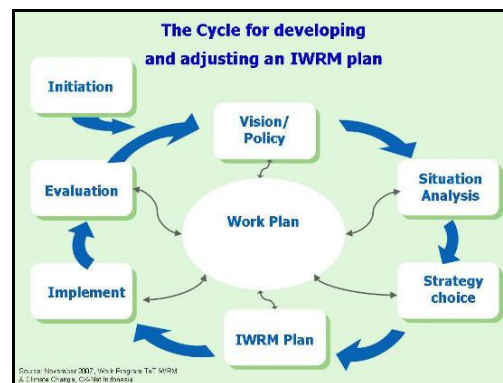 The Cycle for developing
and adjusting an IWRM plan
Initiation
Vision/
Policy
Evaluation
Situation
Analysis
Work Plan
Implement
Strategy
choice
IWRM Plan
Source: November 2007, Work Program ToT IWRM
& Climate Change, CK-Net Indonesia